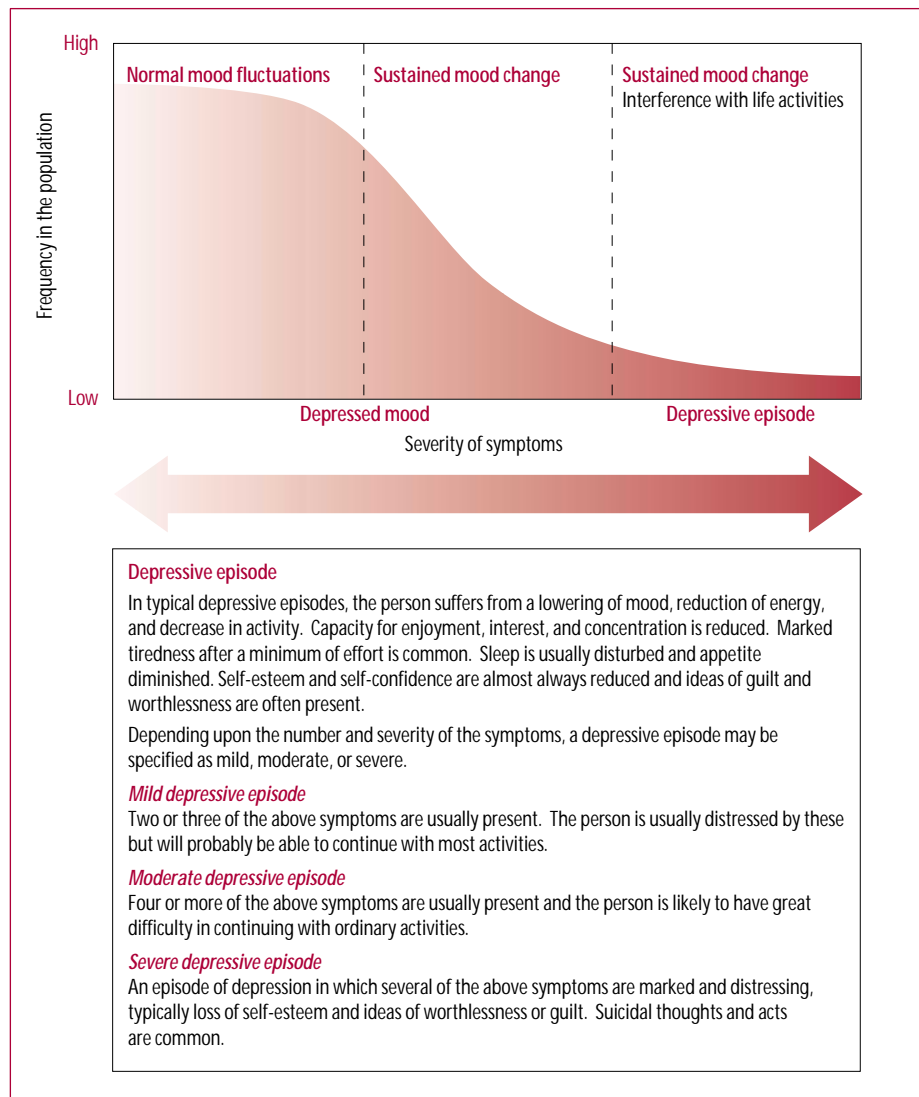 High
Normal mood fluctuations
Sustained mood change
Sustained mood change
Interference with life activities
Frequency in the population
Low
Depressed mood
Depressive episode
Severity of symptoms
Depressive episode
In typical depressive episodes, the person suffers from a lowering of mood, reduction of energy,
and decrease in activity. Capacity for enjoyment, interest, and concentration is reduced. Marked
tiredness after a minimum of effort is common. Sleep is usually disturbed and appetite
diminished. Self-esteem and self-confidence are almost always reduced and ideas of guilt and
worthlessness are often present.
Depending upon the number and severity of the symptoms, a depressive episode may be
specified as mild, moderate, or severe.
Mild depressive episode
Two or three of the above symptoms are usually present. The person is usually distressed by these
but will probably be able to continue with most activities.
Moderate depressive episode
Four or more of the above symptoms are usually present and the person is likely to have great
difficulty in continuing with ordinary activities.
Severe depressive episode
An episode of depression in which several of the above symptoms are marked and distressing,
typically loss of self-esteem and ideas of worthlessness or guilt. Suicidal thoughts and acts
are common.